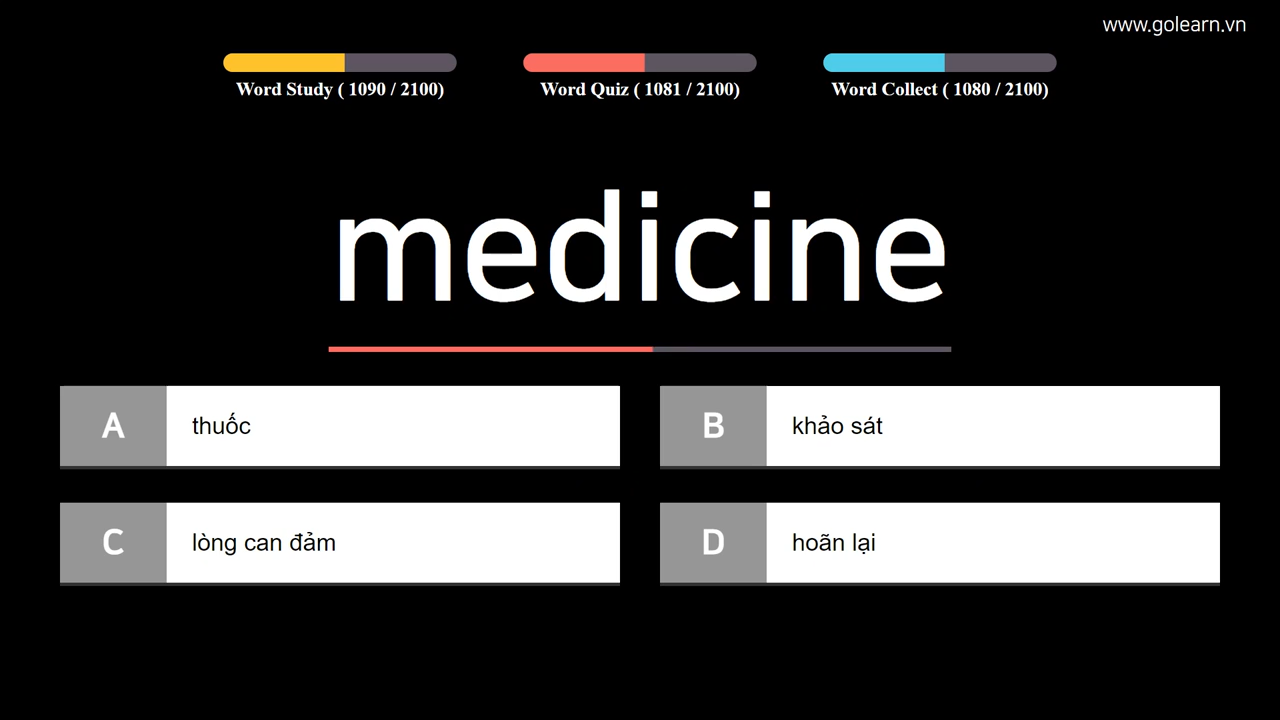 www.golearn.vn
Word Study ( 1090 / 2100)
Word Quiz ( 1081 / 2100)
Word Collect ( 1080 / 2100)
medicine
A thuốc
B khảo sát
C lòng can đảm
D hoãn lại